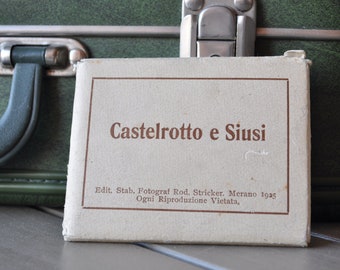 Castelrotto e Siusi
Edit. Stab. Fotograf Rod. Stricker. Merano 1925
Ogni Riproduzione Vietata.